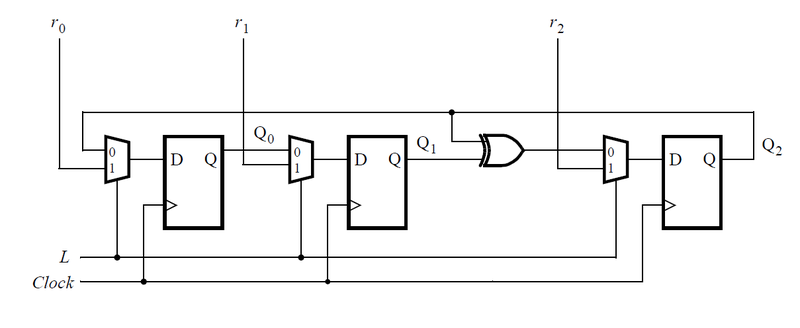 r0 r1 r2
Q0 Q1 Q2
0 1 D Q 0 1 D Q 0 1 D Q
L
Clock